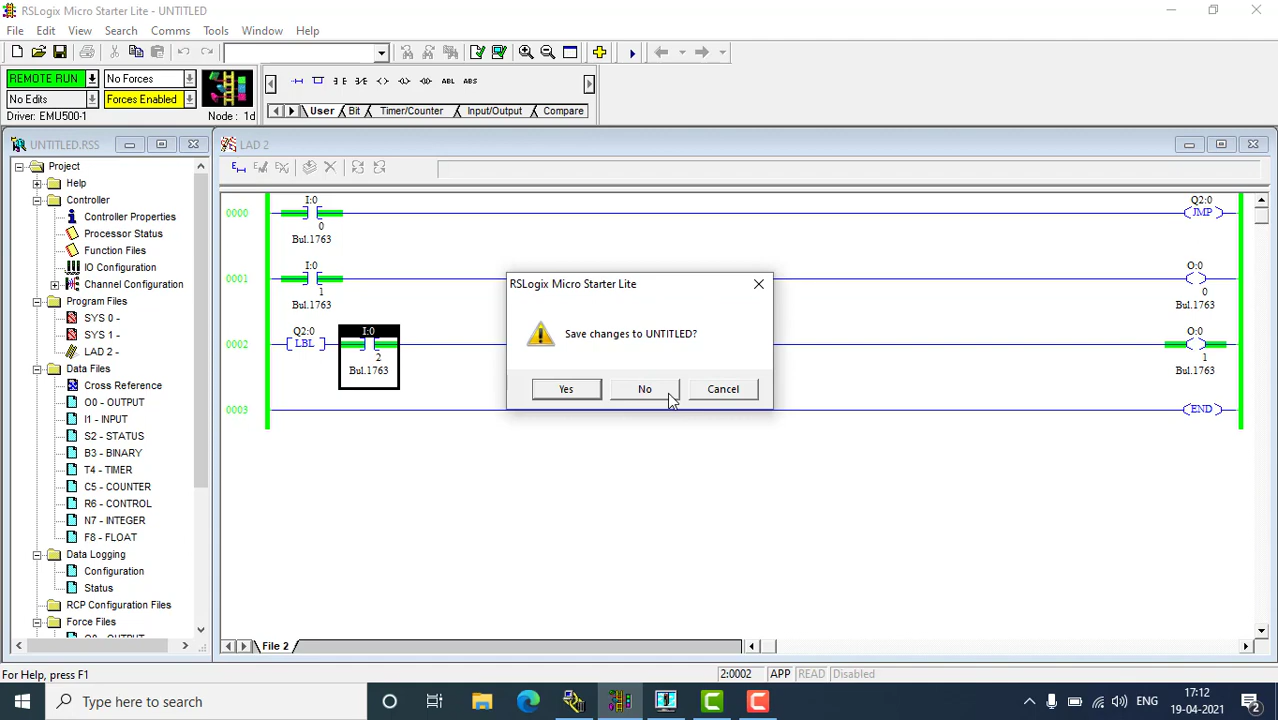 RSLogix Micro Starter Lite - UNTITLED
File Edit View Search Comms Tools Window Help
REMOTE RUN No Forces
No Edits Forces Enabled
Driver: EMU500-1 Node : 1d
ABL ABS
User Bit Timer/Counter Input/Output Compare
UNTITLED.RSS
Project
Help
Controller
Controller Properties
Processor Status
Function Files
IO Configuration
Channel Configuration
Program Files
SYS 0 -
SYS 1 -
LAD 2 -
Data Files
Cross Reference
O0 - OUTPUT
I1 - INPUT
S2 - STATUS
B3 - BINARY
T4 - TIMER
C5 - COUNTER
R6 - CONTROL
N7 - INTEGER
F8 - FLOAT
Data Logging
Configuration
Status
RCP Configuration Files
Force Files
LAD 2
I:0 Q2:0
0000 JMP
0
Bul.1763
I:0 O:0
0001
1 0
Bul.1763 Bul.1763
Q2:0 I:0 O:0
0002 LBL
2 1
Bul.1763 Bul.1763
0003 END
RSLogix Micro Starter Lite
Save changes to UNTITLED?
Yes No Cancel
File 2
For Help, press F1
2:0002 APP READ Disabled
Type here to search
ENG
17:12
19-04-2021
2